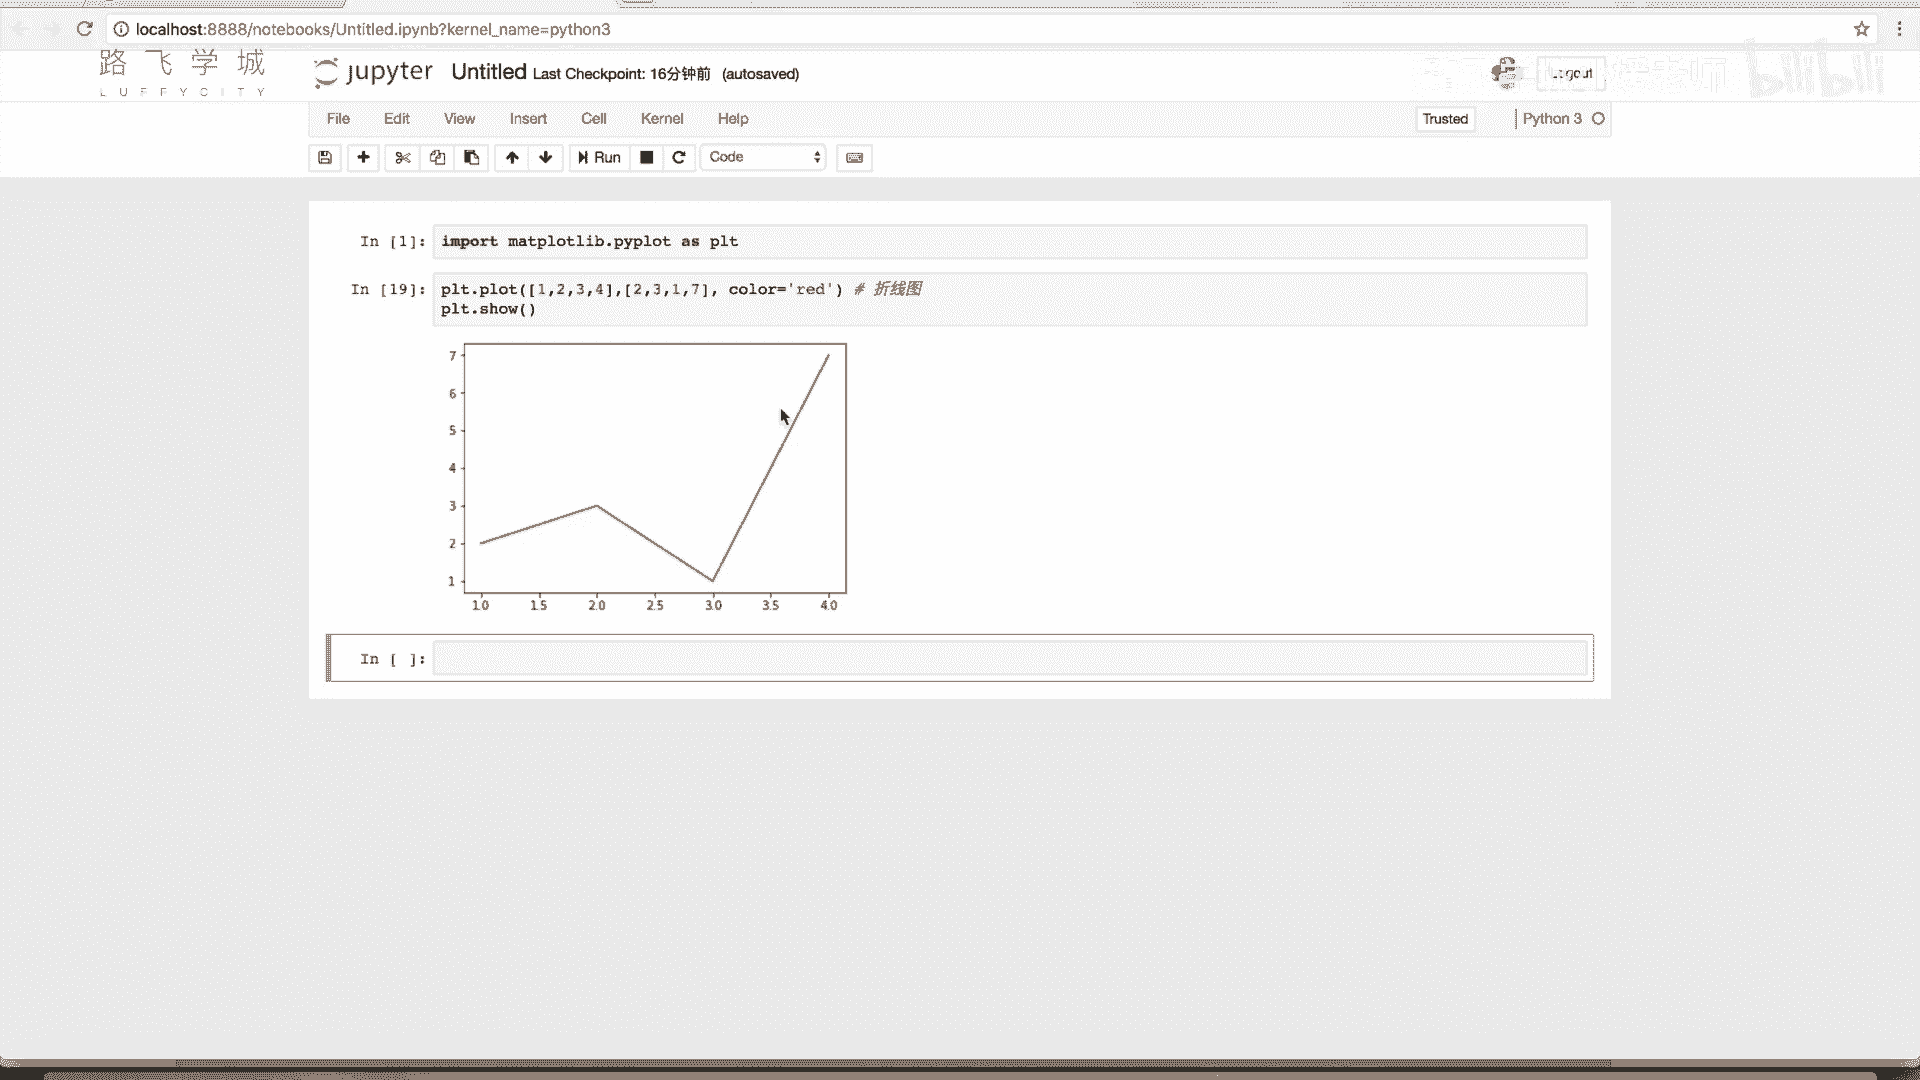 localhost:8888/notebooks/Untitled.ipynb?kernel_name=python3
路飞学城
LUFFYCITY
jupyter Untitled Last Checkpoint: 16分钟前 (autosaved)
Logout
bilibili
File Edit View Insert Cell Kernel Help
Trusted
Python 3
Run
Code
In [1]: import matplotlib.pyplot as plt
In [19]: plt.plot([1,2,3,4],[2,3,1,7], color='red') # 折线图
plt.show()
7
6
5
4
3
2
1
1.0 1.5 2.0 2.5 3.0 3.5 4.0
In [ ]: